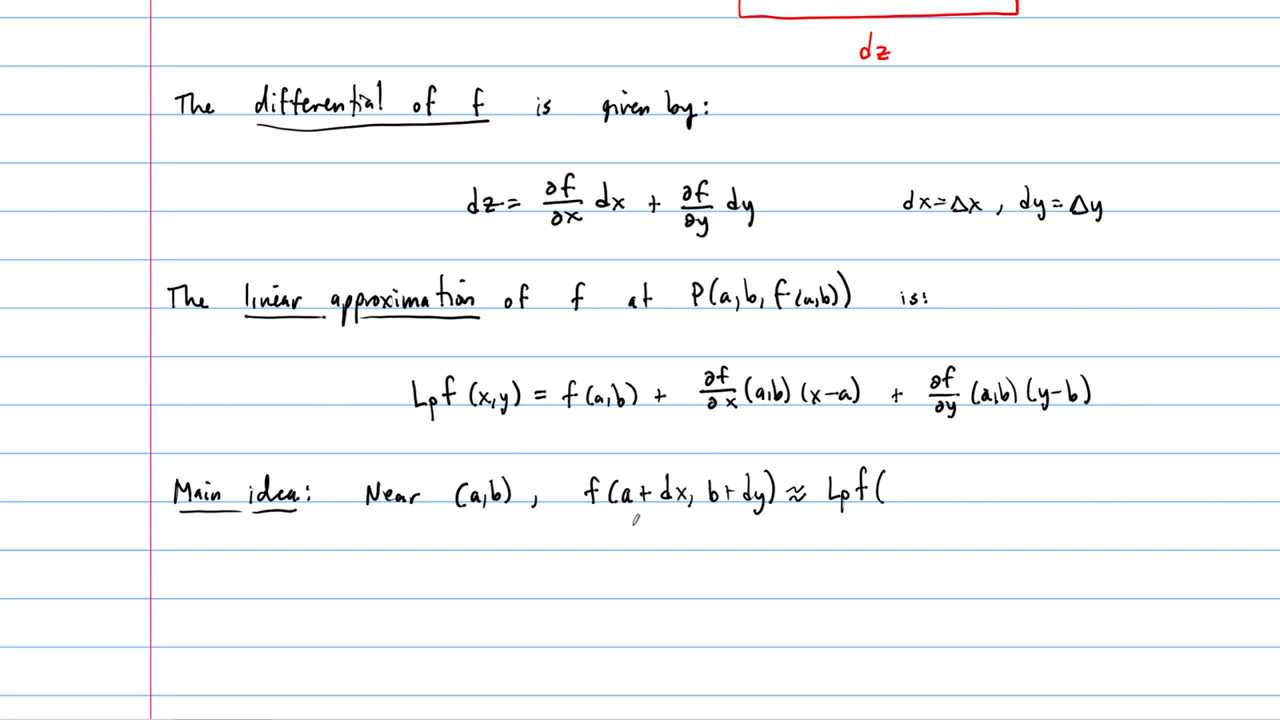 dz
The differential of f is given by:
dz = ∂f/∂x dx + ∂f/∂y dy dx = Δx , dy = Δy
The linear approximation of f at P(a,b, f(a,b)) is:
Lpf (x,y) = f(a,b) + ∂f/∂x (a,b) (x-a) + ∂f/∂y (a,b) (y-b)
Main idea: Near (a,b) , f(a+dx, b+dy) ≈ Lpf(